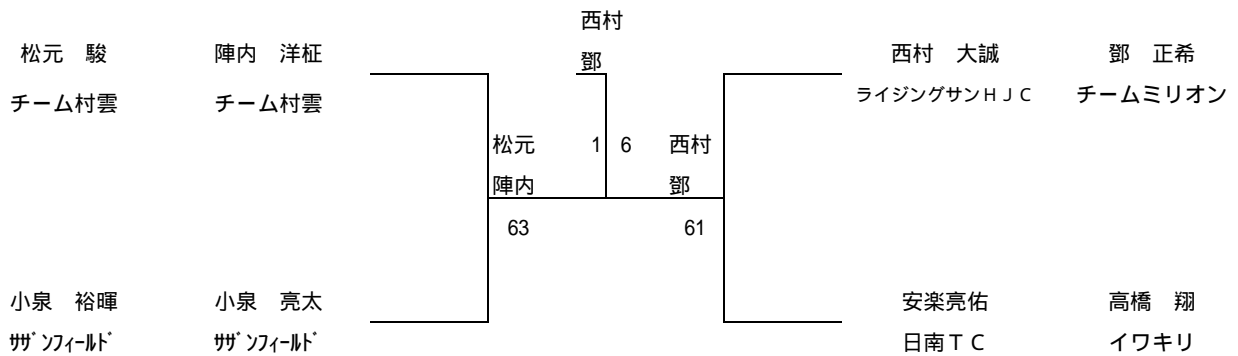 西村
鄧
松元　駿　陣内　洋柾　西村　大誠　鄧　正希
チーム村雲　チーム村雲　ライジングサンＨＪＣ　チームミリオン
松元　1　6　西村
陣内　鄧
63　61
小泉　裕暉　小泉　亮太　安楽亮佑　高橋　翔
ｻｻﾞﾝﾌィｰﾙﾄﾞ　ｻｻﾞﾝﾌィｰﾙﾄﾞ　日南ＴＣ　イワキリ